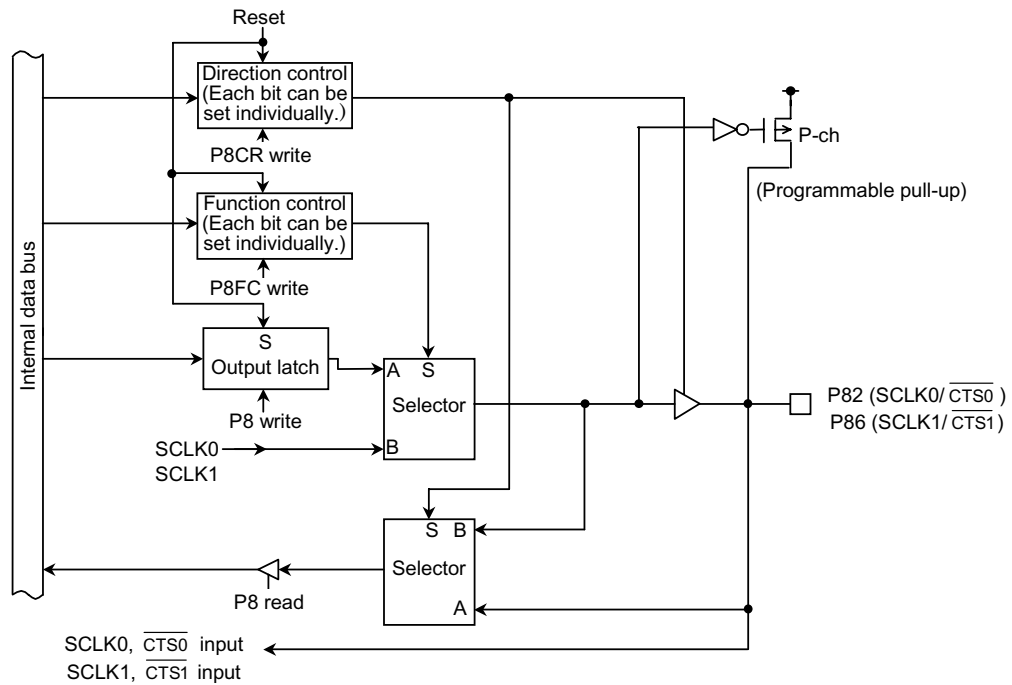 Reset
Direction control
(Each bit can be
set individually.)
P8CR write
P-ch
(Programmable pull-up)
Function control
(Each bit can be
set individually.)
P8FC write
Internal data bus
S
Output latch
P8 write
A S
Selector
B
SCLK0
SCLK1
P82 (SCLK0/ CTS0 )
P86 (SCLK1/ CTS1 )
S B
Selector
A
P8 read
SCLK0, CTS0 input
SCLK1, CTS1 input